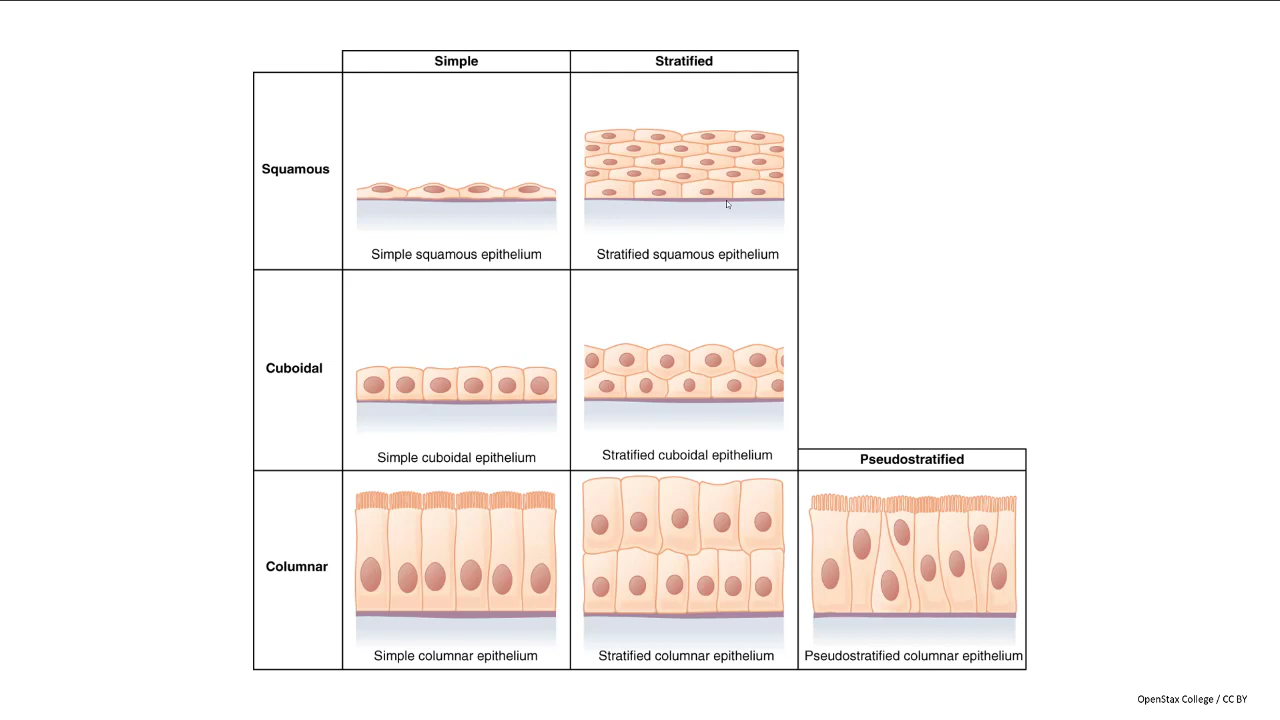 Simple
Stratified
Squamous
Simple squamous epithelium
Stratified squamous epithelium
Cuboidal
Simple cuboidal epithelium
Stratified cuboidal epithelium
Pseudostratified
Columnar
Simple columnar epithelium
Stratified columnar epithelium
Pseudostratified columnar epithelium
OpenStax College / CC BY